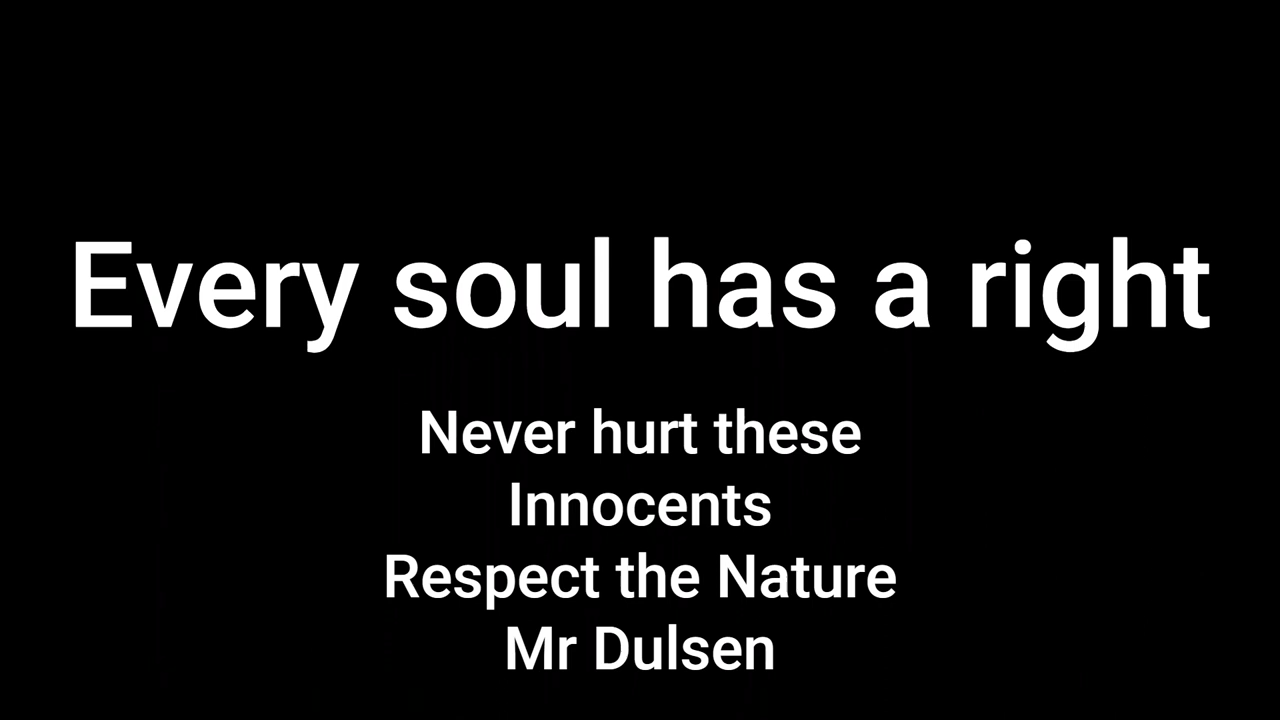 Every soul has a right
Never hurt these
Innocents
Respect the Nature
Mr Dulsen